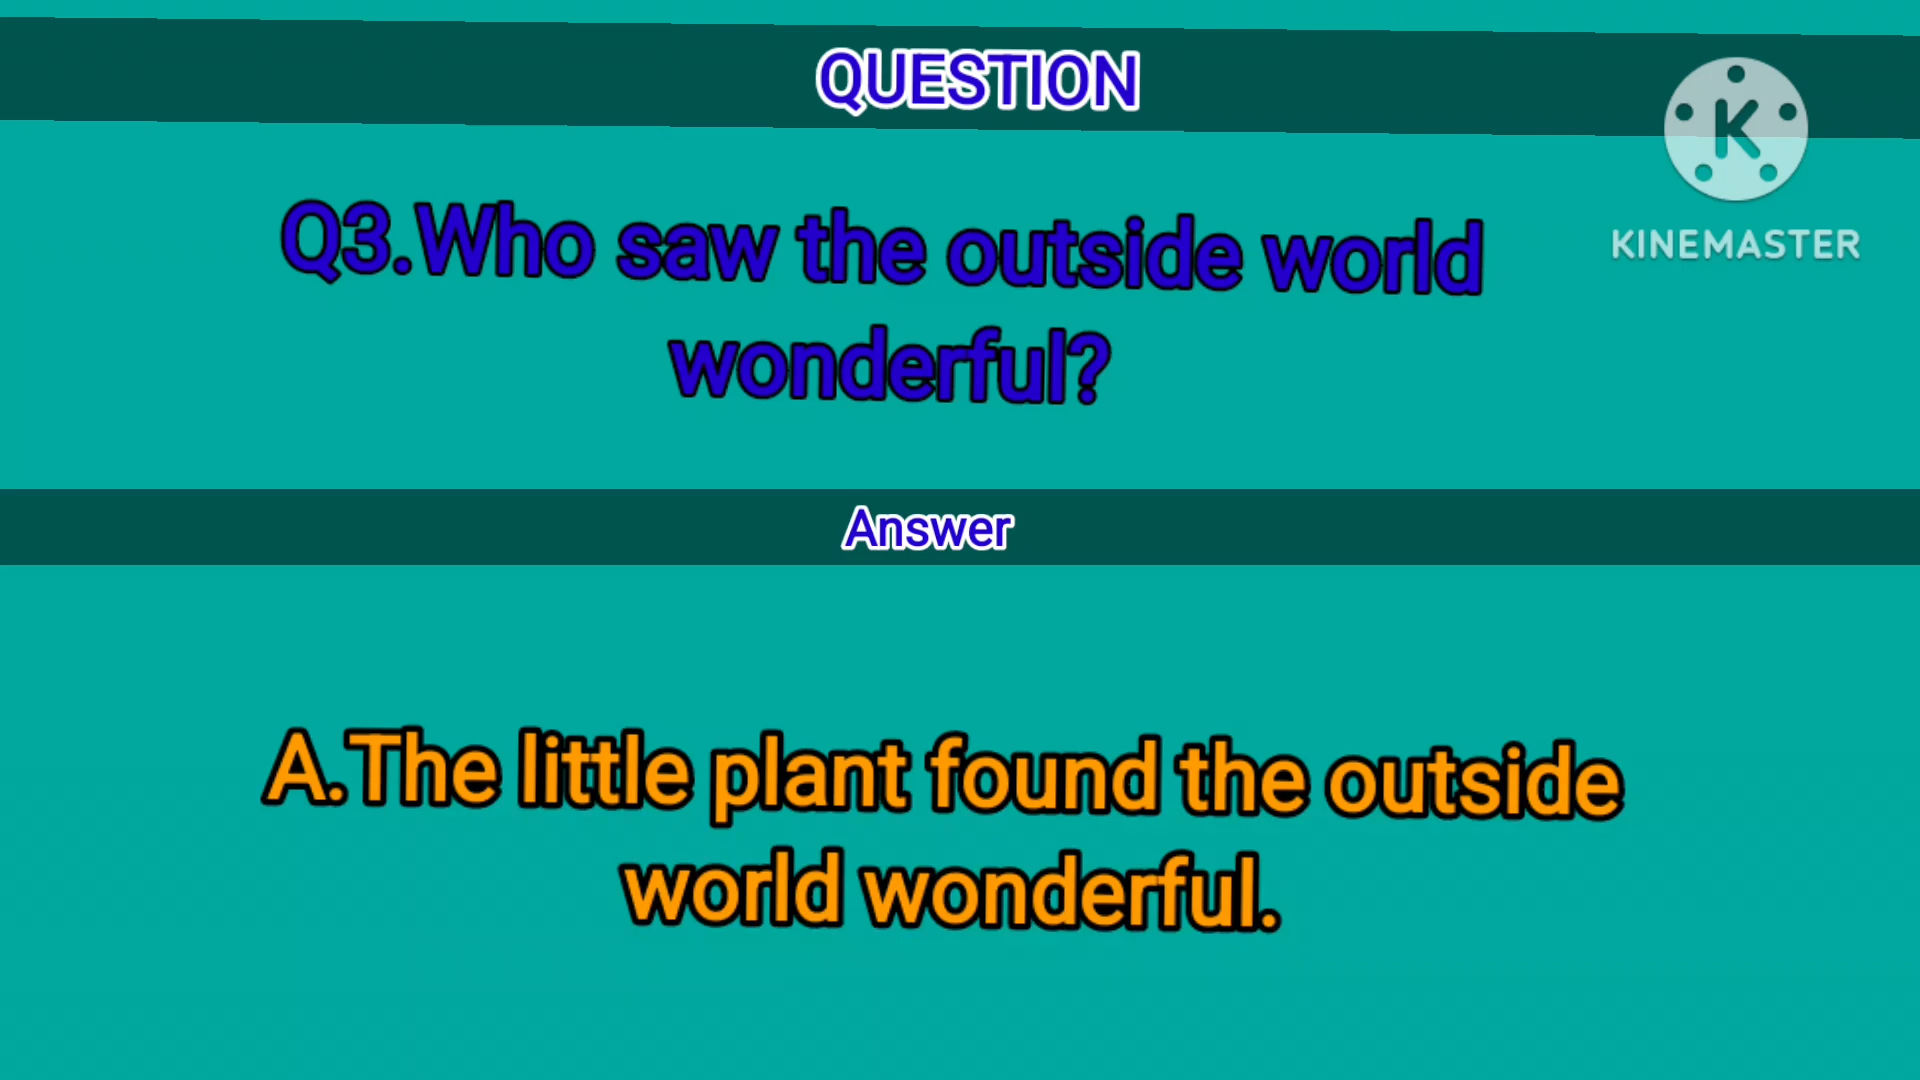 QUESTION
KINEMASTER
Q3.Who saw the outside world
wonderful?
Answer
A.The little plant found the outside
world wonderful.